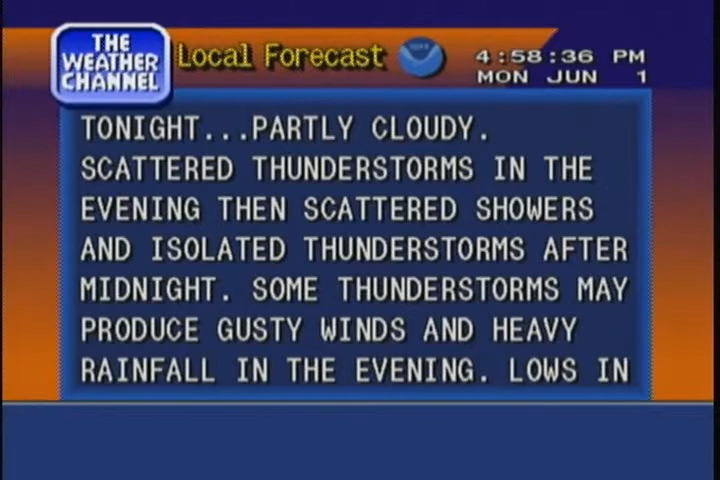 THE
WEATHER
CHANNEL
Local Forecast
4:58:36 PM
MON JUN 1
TONIGHT...PARTLY CLOUDY.
SCATTERED THUNDERSTORMS IN THE
EVENING THEN SCATTERED SHOWERS
AND ISOLATED THUNDERSTORMS AFTER
MIDNIGHT. SOME THUNDERSTORMS MAY
PRODUCE GUSTY WINDS AND HEAVY
RAINFALL IN THE EVENING. LOWS IN